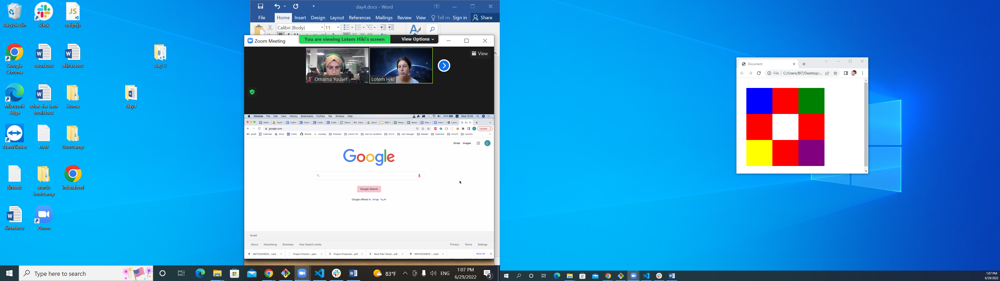 Recycle Bin
Slack
script.js
Google
Chrome
two.docx
third.docx
day 3
Microsoft
Edge
what the best
tool.docx
Home
day4
TeamViewer
rr.txt
Bootcamp
first.txt
words
bootcamp
index.html
first.docx
Zoom
day4.docx - Word
File Home Insert Design Layout References Mailings Review View Sign in Share
Calibri (Body) 11
Zoom Meeting
You are viewing Lotem Hiki's screen
View Options
View
Omama Yousef
Lotem Hiki
Chrome File Edit View History Bookmarks Profiles Tab Window Help
100% Wed 13:05
google.com
Update
gmail Calendar Drive Codio GitHub monday fullstack cohort 23 mac for students Job manager Rawabi CyberArk content
Gmail Images
L
Google
Google Search
Google offered in: עברית العربية
Israel
About Advertising Business How Search works
Privacy Terms Settings
GMT20220620....mp4
Project Present....pptx
Project Presentat....pdf
Work Plan Templ....pdf
GMT20220615-....mp4
Show All
Type here to search
83°F
ENG
1:07 PM
6/29/2022
2
Document
File C:/Users/BIT/Desktop/...
1:07 PM
6/29/2022